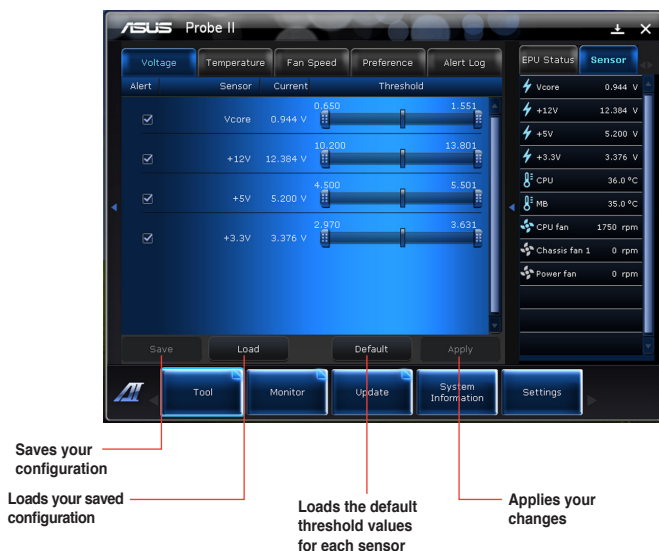 ASUS Probe II
Voltage Temperature Fan Speed Preference Alert Log
Alert Sensor Current Threshold
Vcore 0.944 V 0.650 1.551
+12V 12.384 V 10.200 13.801
+5V 5.200 V 4.500 5.501
+3.3V 3.376 V 2.970 3.631
Save Load Default Apply
EPU Status Sensor
Vcore 0.944 V
+12V 12.384 V
+5V 5.200 V
+3.3V 3.376 V
CPU 36.0 °C
MB 35.0 °C
CPU fan 1750 rpm
Chassis fan 1 0 rpm
Power fan 0 rpm
AI Tool Monitor Update System Information Settings
Saves your
configuration
Loads your saved
configuration
Loads the default
threshold values
for each sensor
Applies your
changes